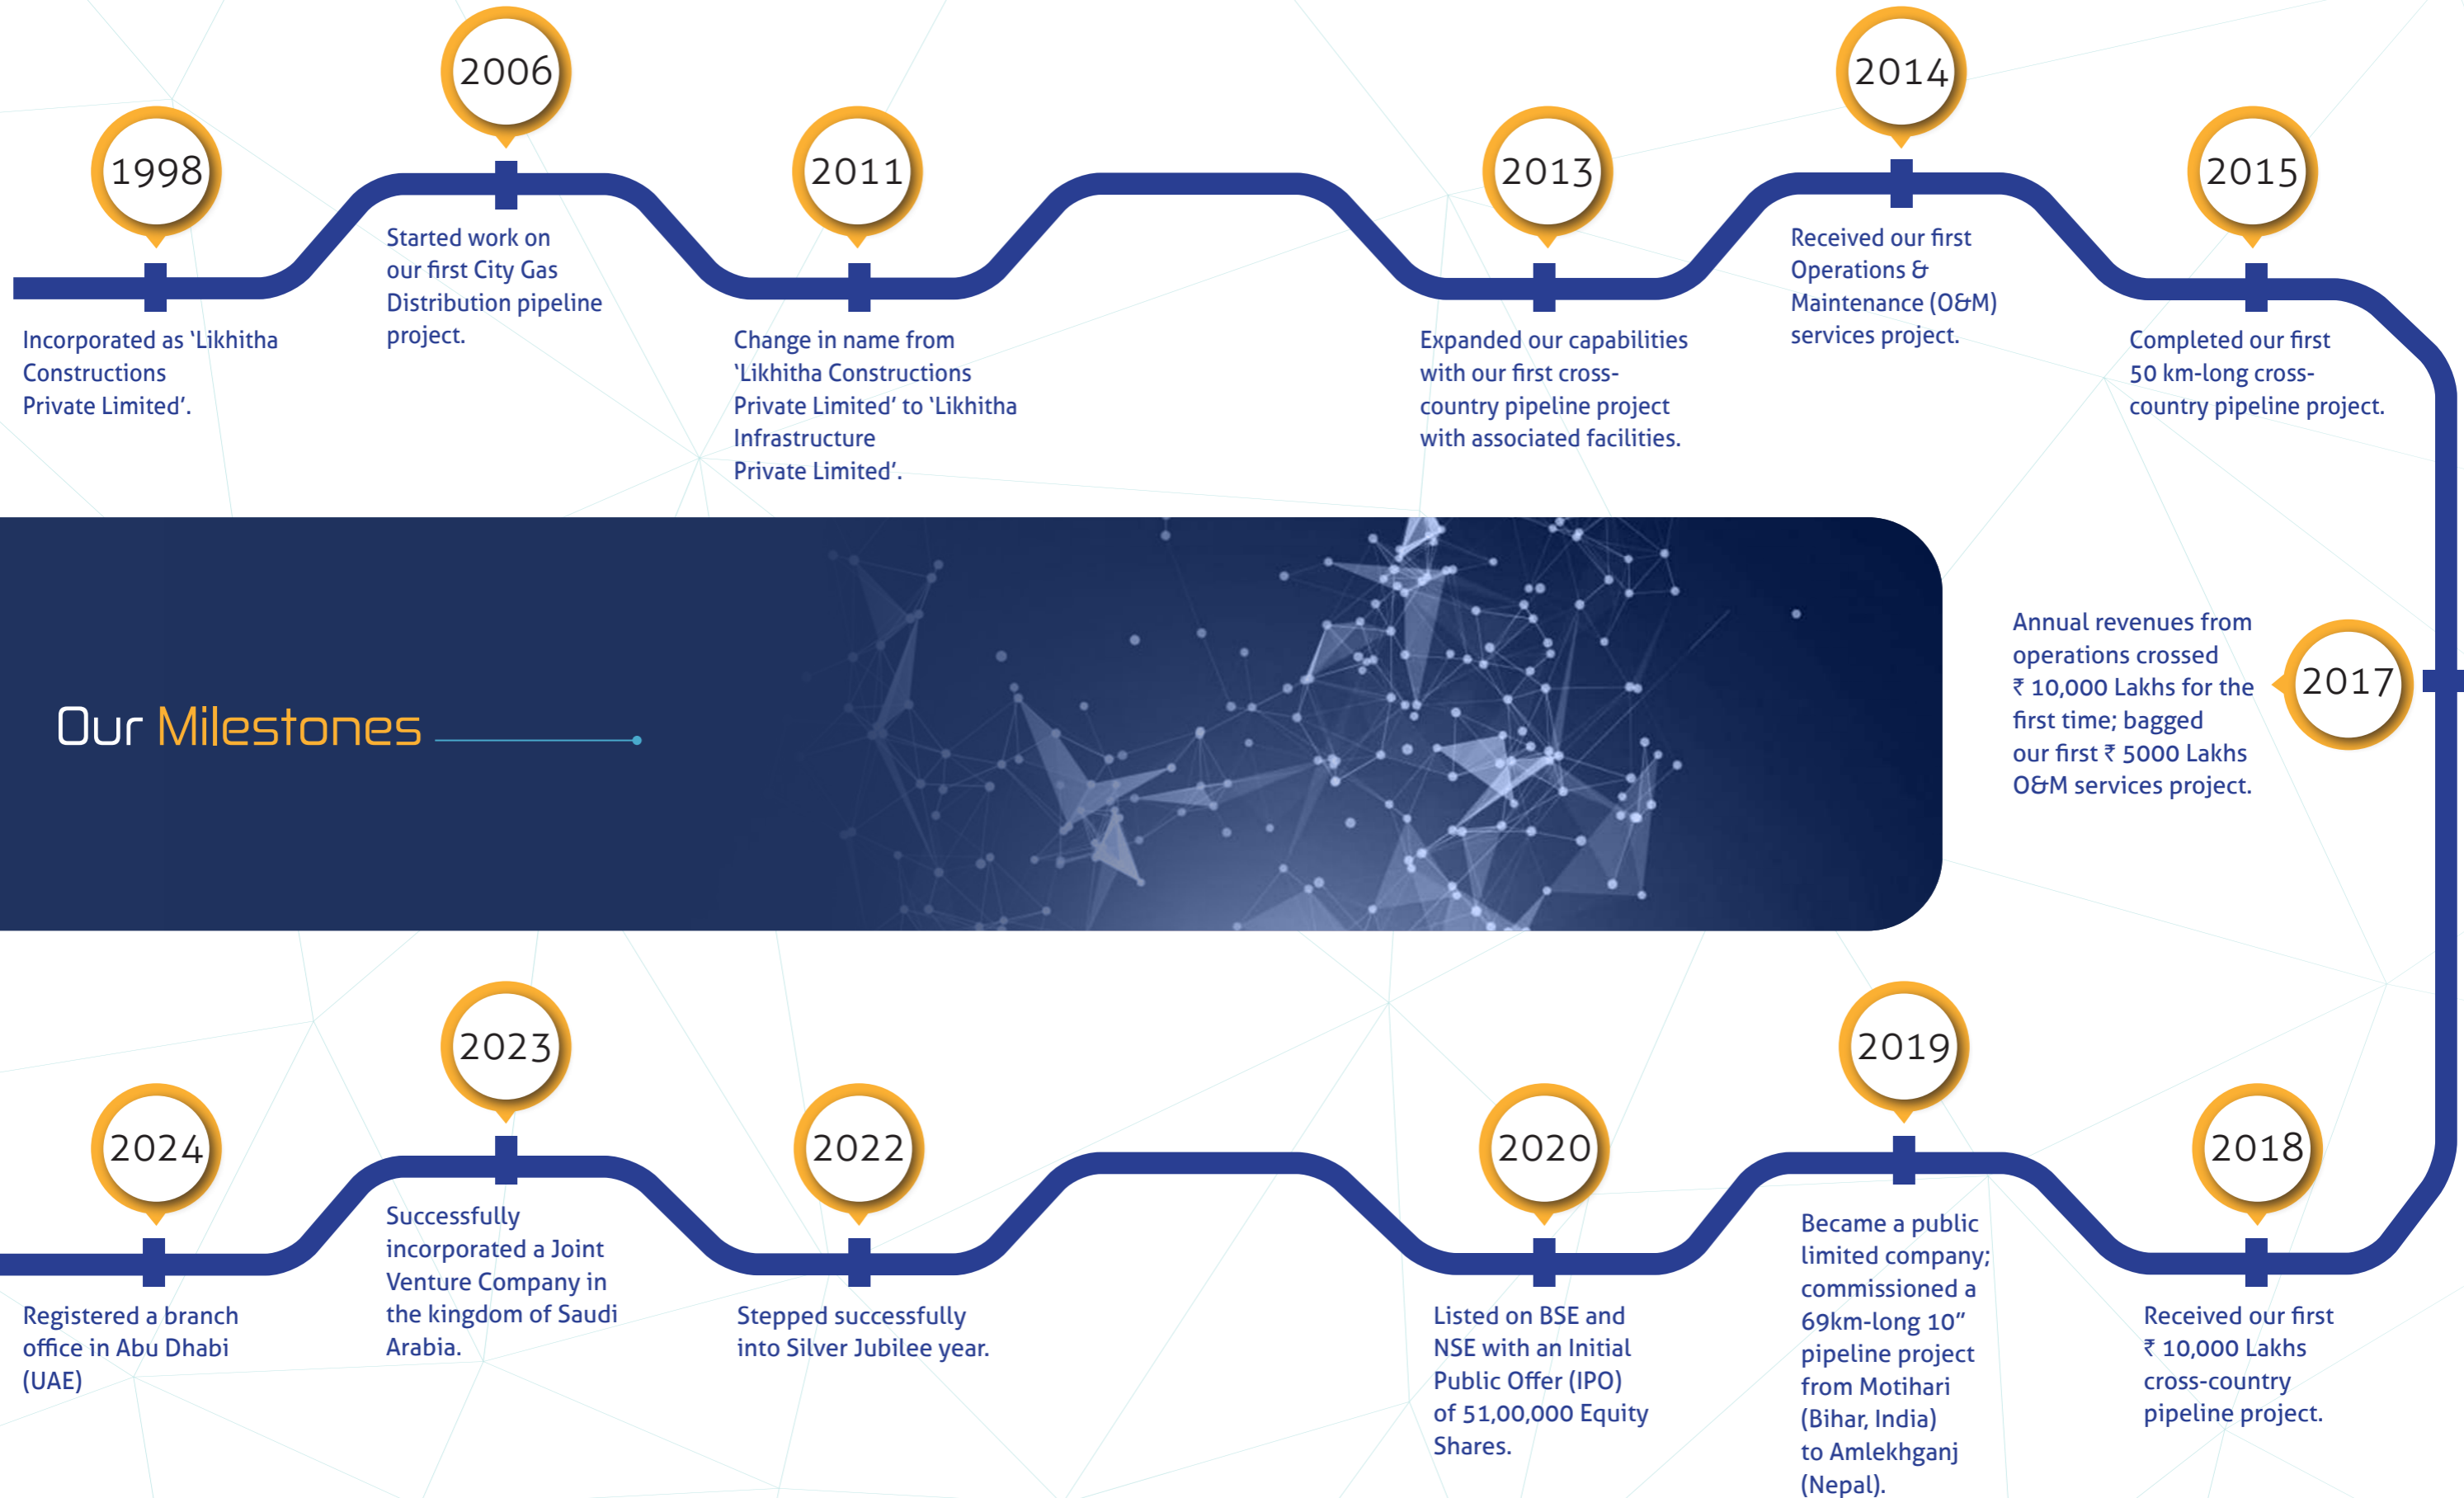 1998
Incorporated as ‘Likhitha
Constructions
Private Limited’.
2006
Started work on
our first City Gas
Distribution pipeline
project.
2011
Change in name from
‘Likhitha Constructions
Private Limited’ to ‘Likhitha
Infrastructure
Private Limited’.
2013
Expanded our capabilities
with our first cross-
country pipeline project
with associated facilities.
2014
Received our first
Operations &
Maintenance (O&M)
services project.
2015
Completed our first
50 km-long cross-
country pipeline project.
Our Milestones
2017
Annual revenues from
operations crossed
₹ 10,000 Lakhs for the
first time; bagged
our first ₹ 5000 Lakhs
O&M services project.
2018
Received our first
₹ 10,000 Lakhs
cross-country
pipeline project.
2019
Became a public
limited company;
commissioned a
69km-long 10”
pipeline project
from Motihari
(Bihar, India)
to Amlekhganj
(Nepal).
2020
Listed on BSE and
NSE with an Initial
Public Offer (IPO)
of 51,00,000 Equity
Shares.
2022
Stepped successfully
into Silver Jubilee year.
2023
Successfully
incorporated a Joint
Venture Company in
the kingdom of Saudi
Arabia.
2024
Registered a branch
office in Abu Dhabi
(UAE)